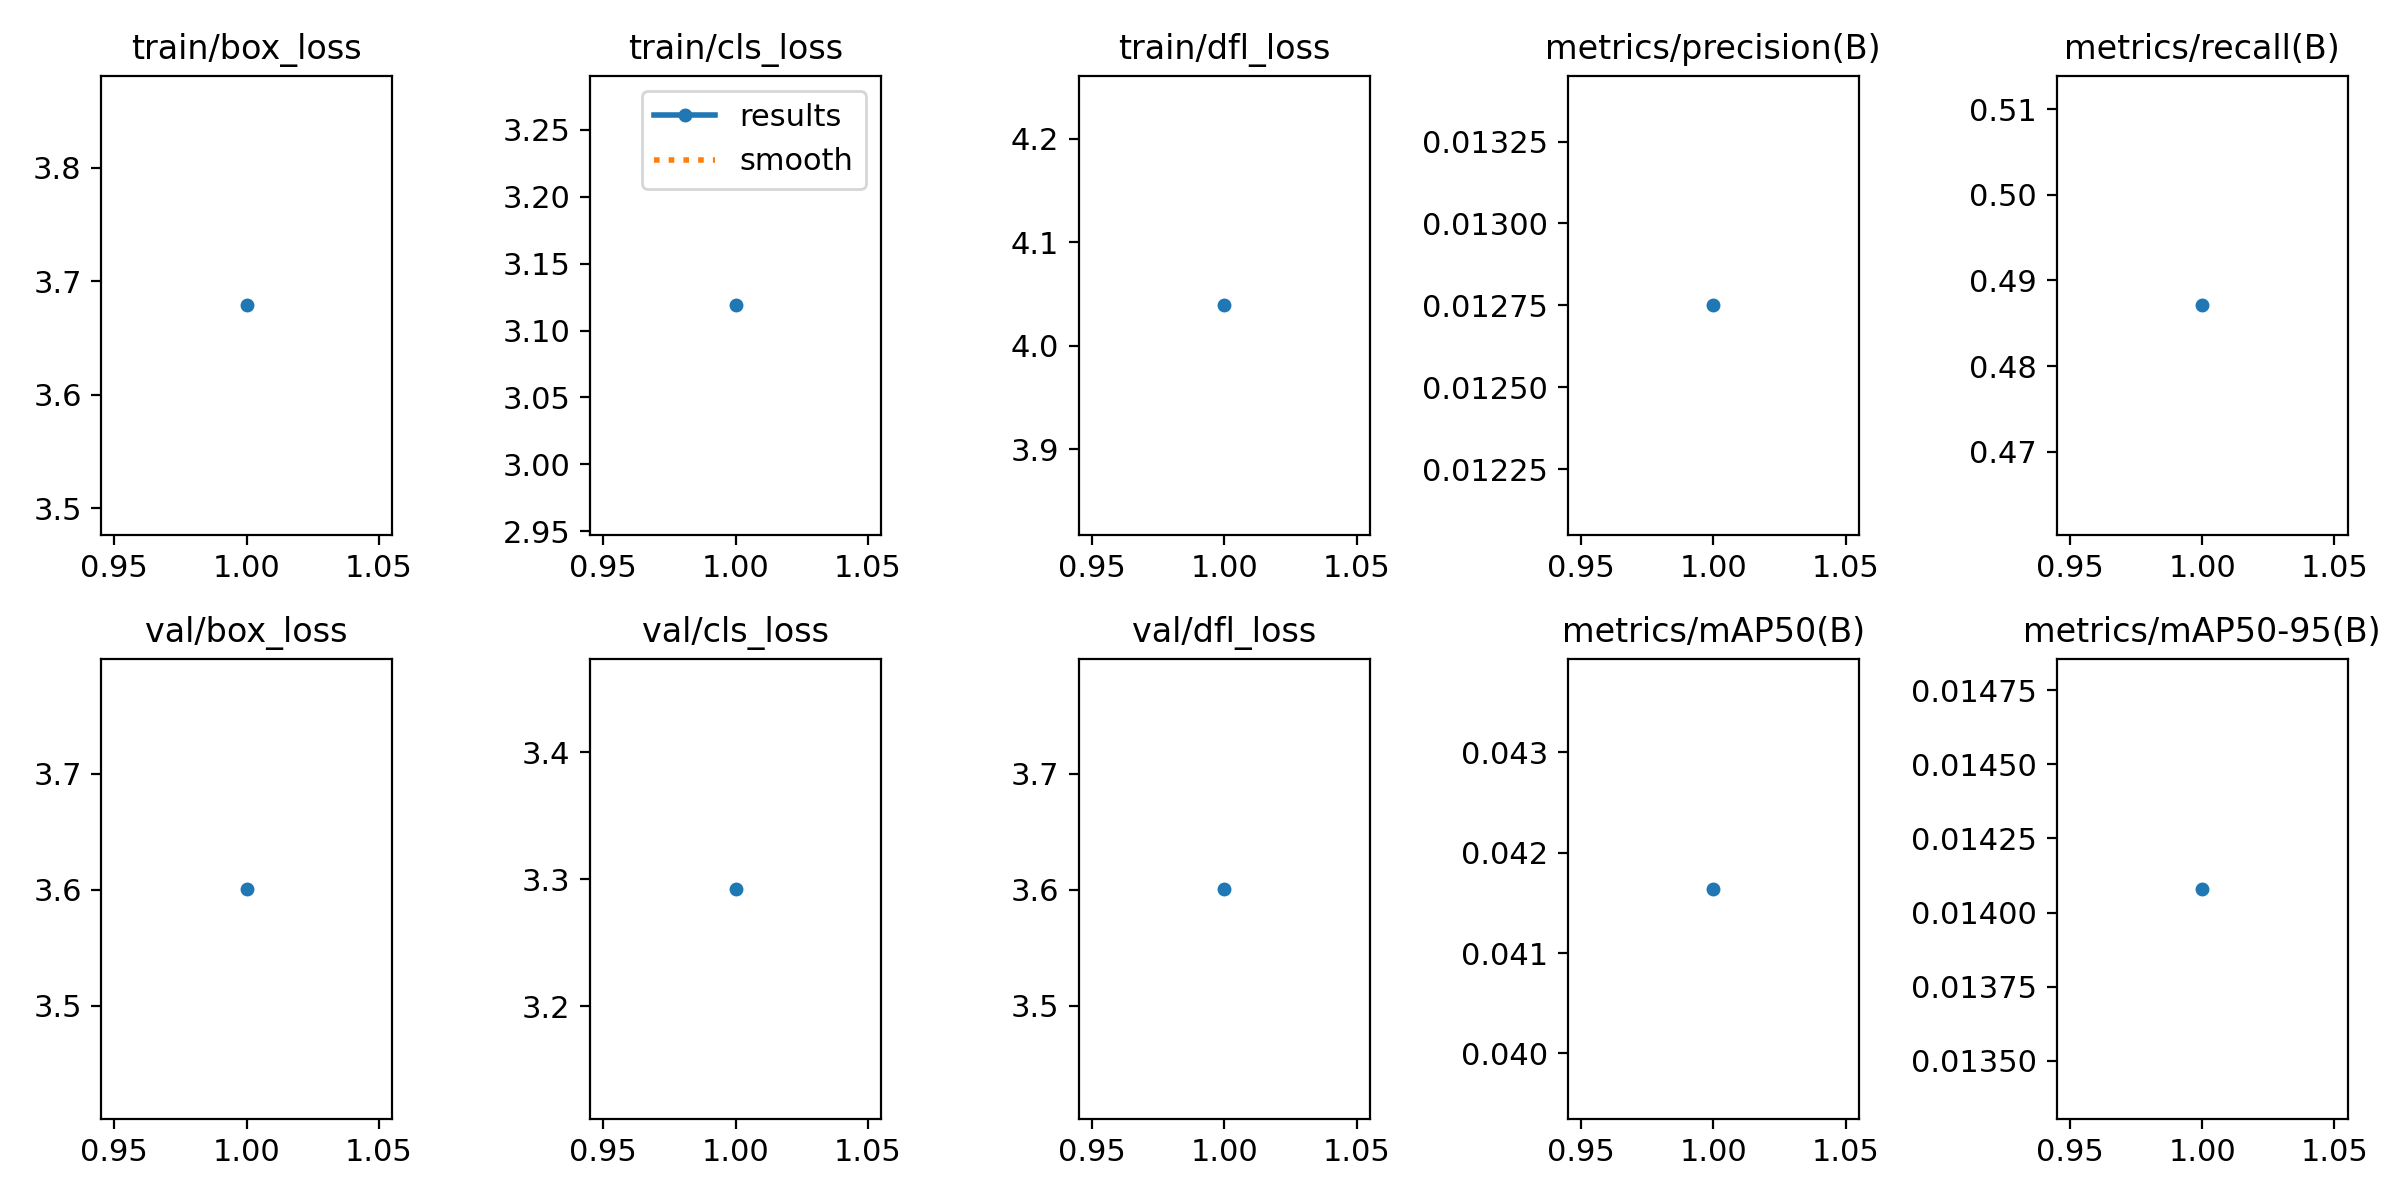 train/box_loss
3.8
3.7
3.6
3.5
0.95 1.00 1.05
train/cls_loss
results
smooth
3.25
3.20
3.15
3.10
3.05
3.00
2.95
0.95 1.00 1.05
train/dfl_loss
4.2
4.1
4.0
3.9
0.95 1.00 1.05
metrics/precision(B)
0.01325
0.01300
0.01275
0.01250
0.01225
0.95 1.00 1.05
metrics/recall(B)
0.51
0.50
0.49
0.48
0.47
0.95 1.00 1.05
val/box_loss
3.7
3.6
3.5
0.95 1.00 1.05
val/cls_loss
3.4
3.3
3.2
0.95 1.00 1.05
val/dfl_loss
3.7
3.6
3.5
0.95 1.00 1.05
metrics/mAP50(B)
0.043
0.042
0.041
0.040
0.95 1.00 1.05
metrics/mAP50-95(B)
0.01475
0.01450
0.01425
0.01400
0.01375
0.01350
0.95 1.00 1.05